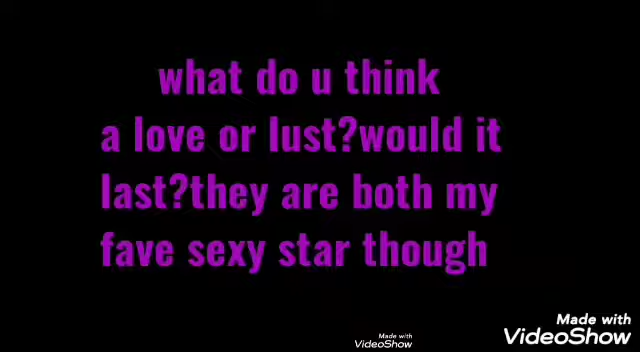 what do u think
a love or lust?would it
last?they are both my
fave sexy star though
Made with
VideoShow
Made with
VideoShow